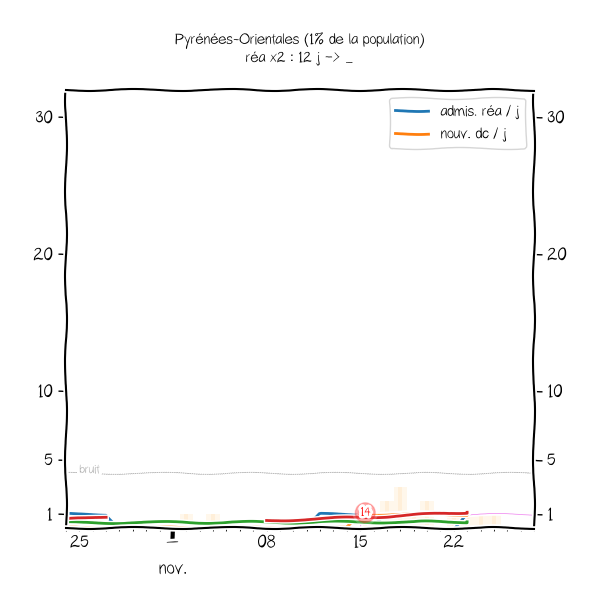 Pyrénées-Orientales (1% de la population)
réa x2 : 12 j -> _
30
30
admis. réa / j
nouv. dc / j
20
20
10
10
5
5
bruit
1
1
14
25
1
08
15
22
nov.